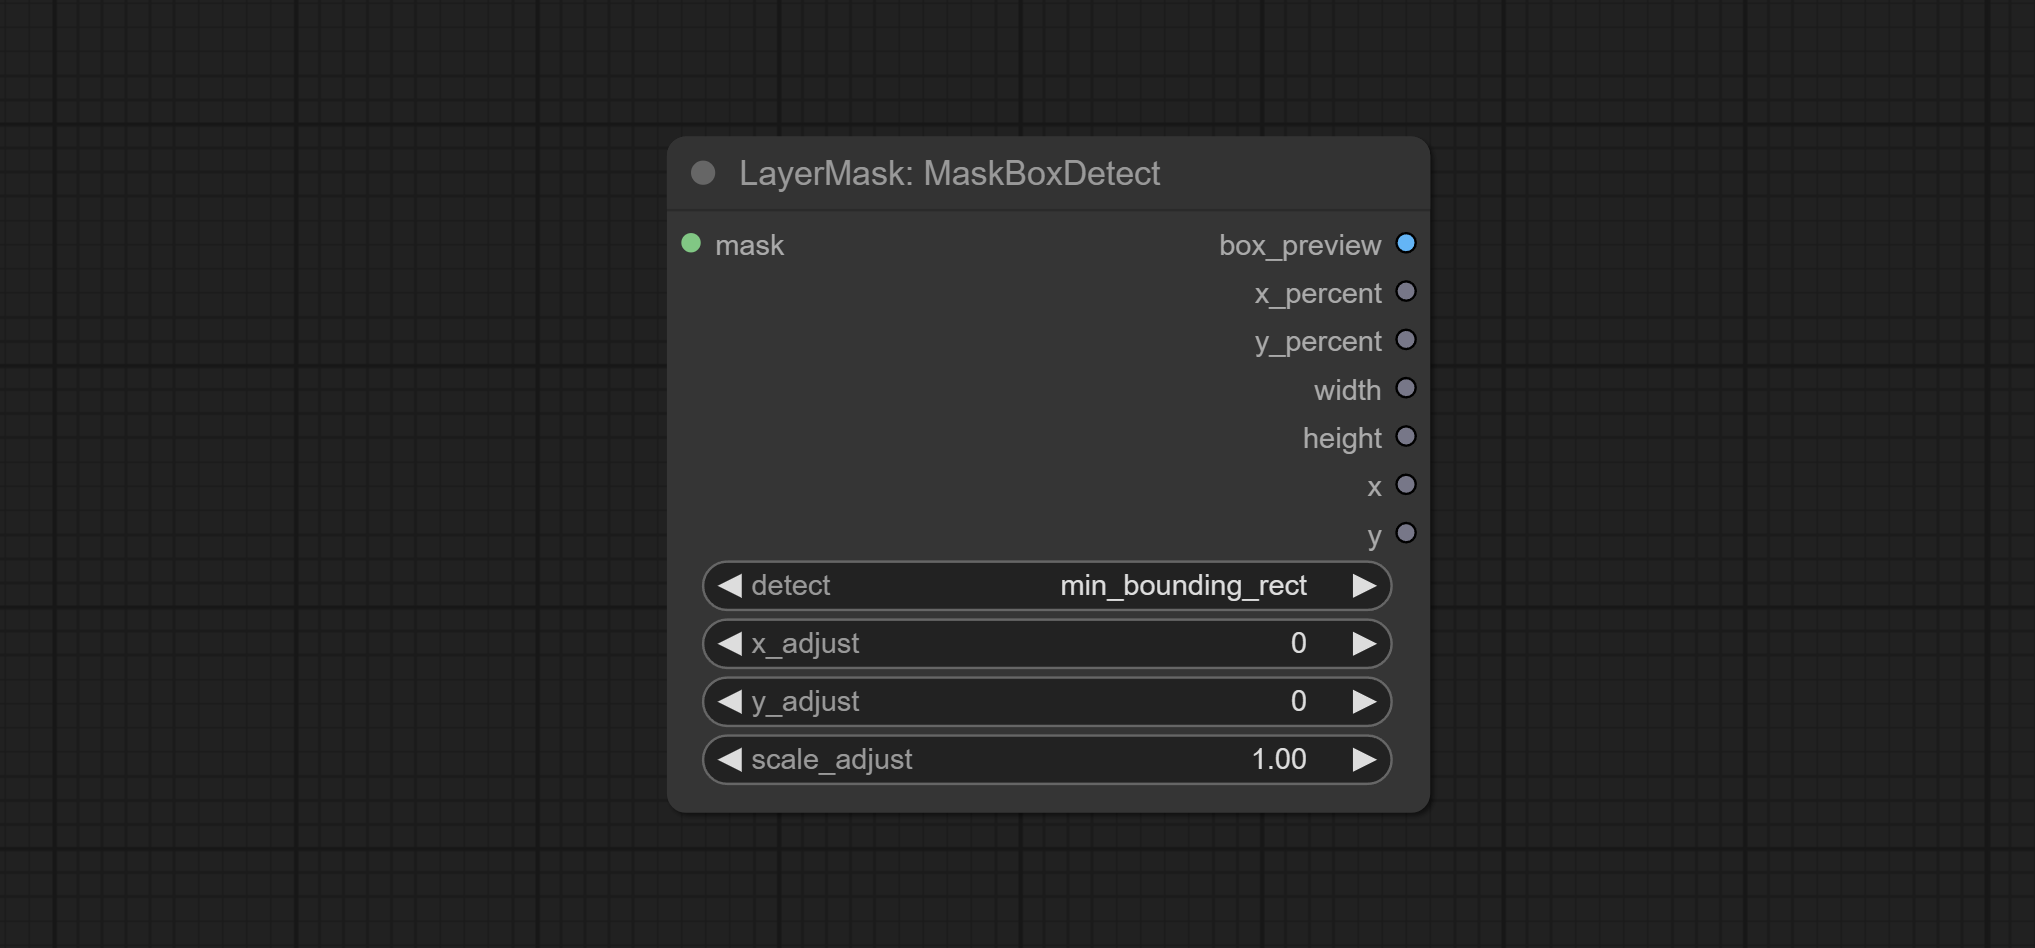 LayerMask: MaskBoxDetect
mask box_preview
x_percent
y_percent
width
height
x
y
detect min_bounding_rect
x_adjust 0
y_adjust 0
scale_adjust 1.00